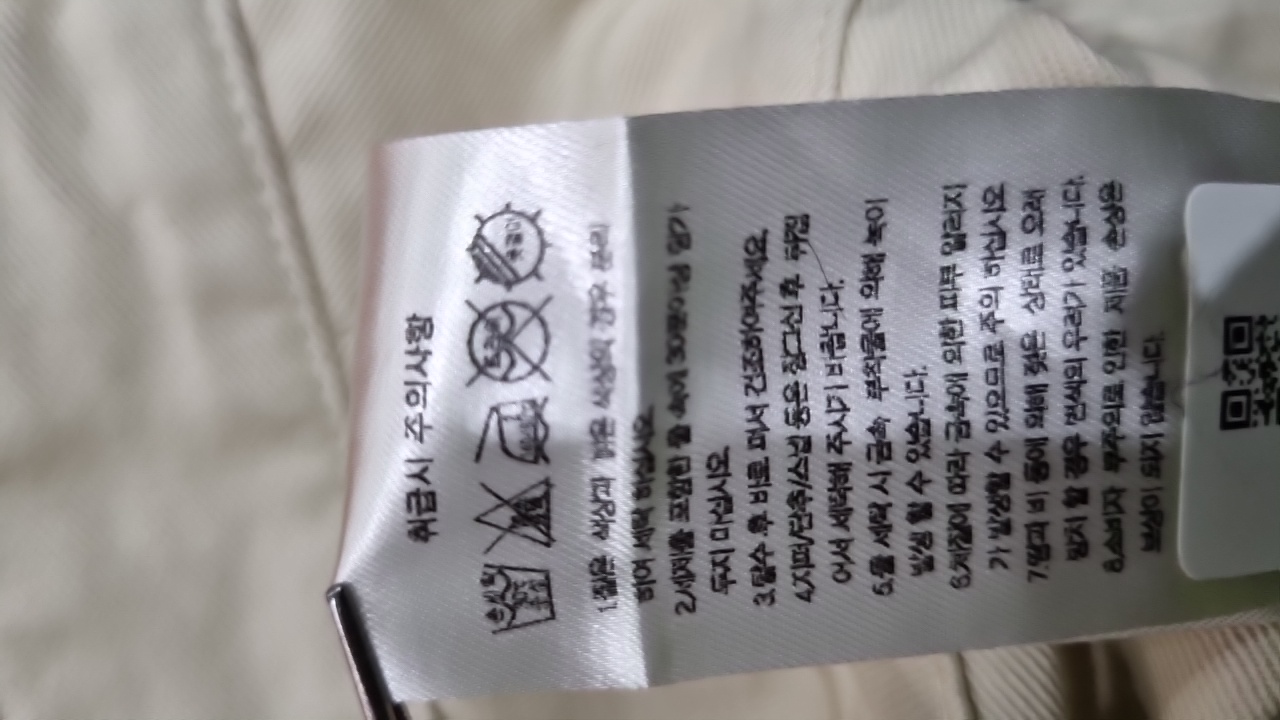 취급시 주의사항
1.짙은 색상과 밝은 색상의 경우 분리
하여 세탁 하십시오
2.세제를 포함한 물 속에 30분이상 담가
두지 마십시오
3.탈수 후 바로 펴서 건조하여주세요.
4.지퍼/단추/스냅 등은 잠그신 후 뒤집
어서 세탁해 주시기 바랍니다.
5.물 세탁 시 금속 부착물에 의해 녹이
발생 할 수 있습니다.
6.체질에 따라 금속에 의한 피부 알러지
가 발생할 수 있으므로 주의 하십시오
7.땀과 비 등에 의해 젖은 상태로 오래
방치 할 경우 변색의 우려가 있습니다.
8.소비자 부주의로 인한 제품 손상은
보상이 되지 않습니다.